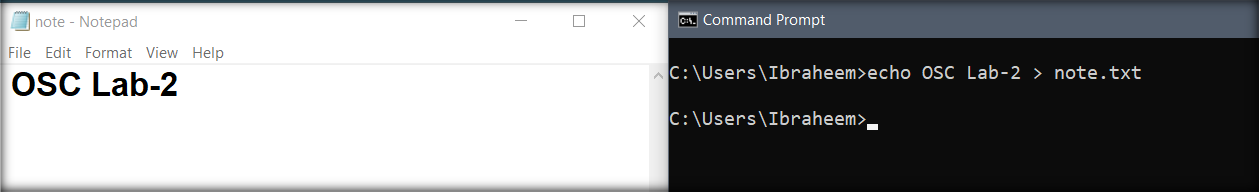 note - Notepad
File Edit Format View Help
OSC Lab-2
Command Prompt
C:\Users\Ibraheem>echo OSC Lab-2 > note.txt
C:\Users\Ibraheem>